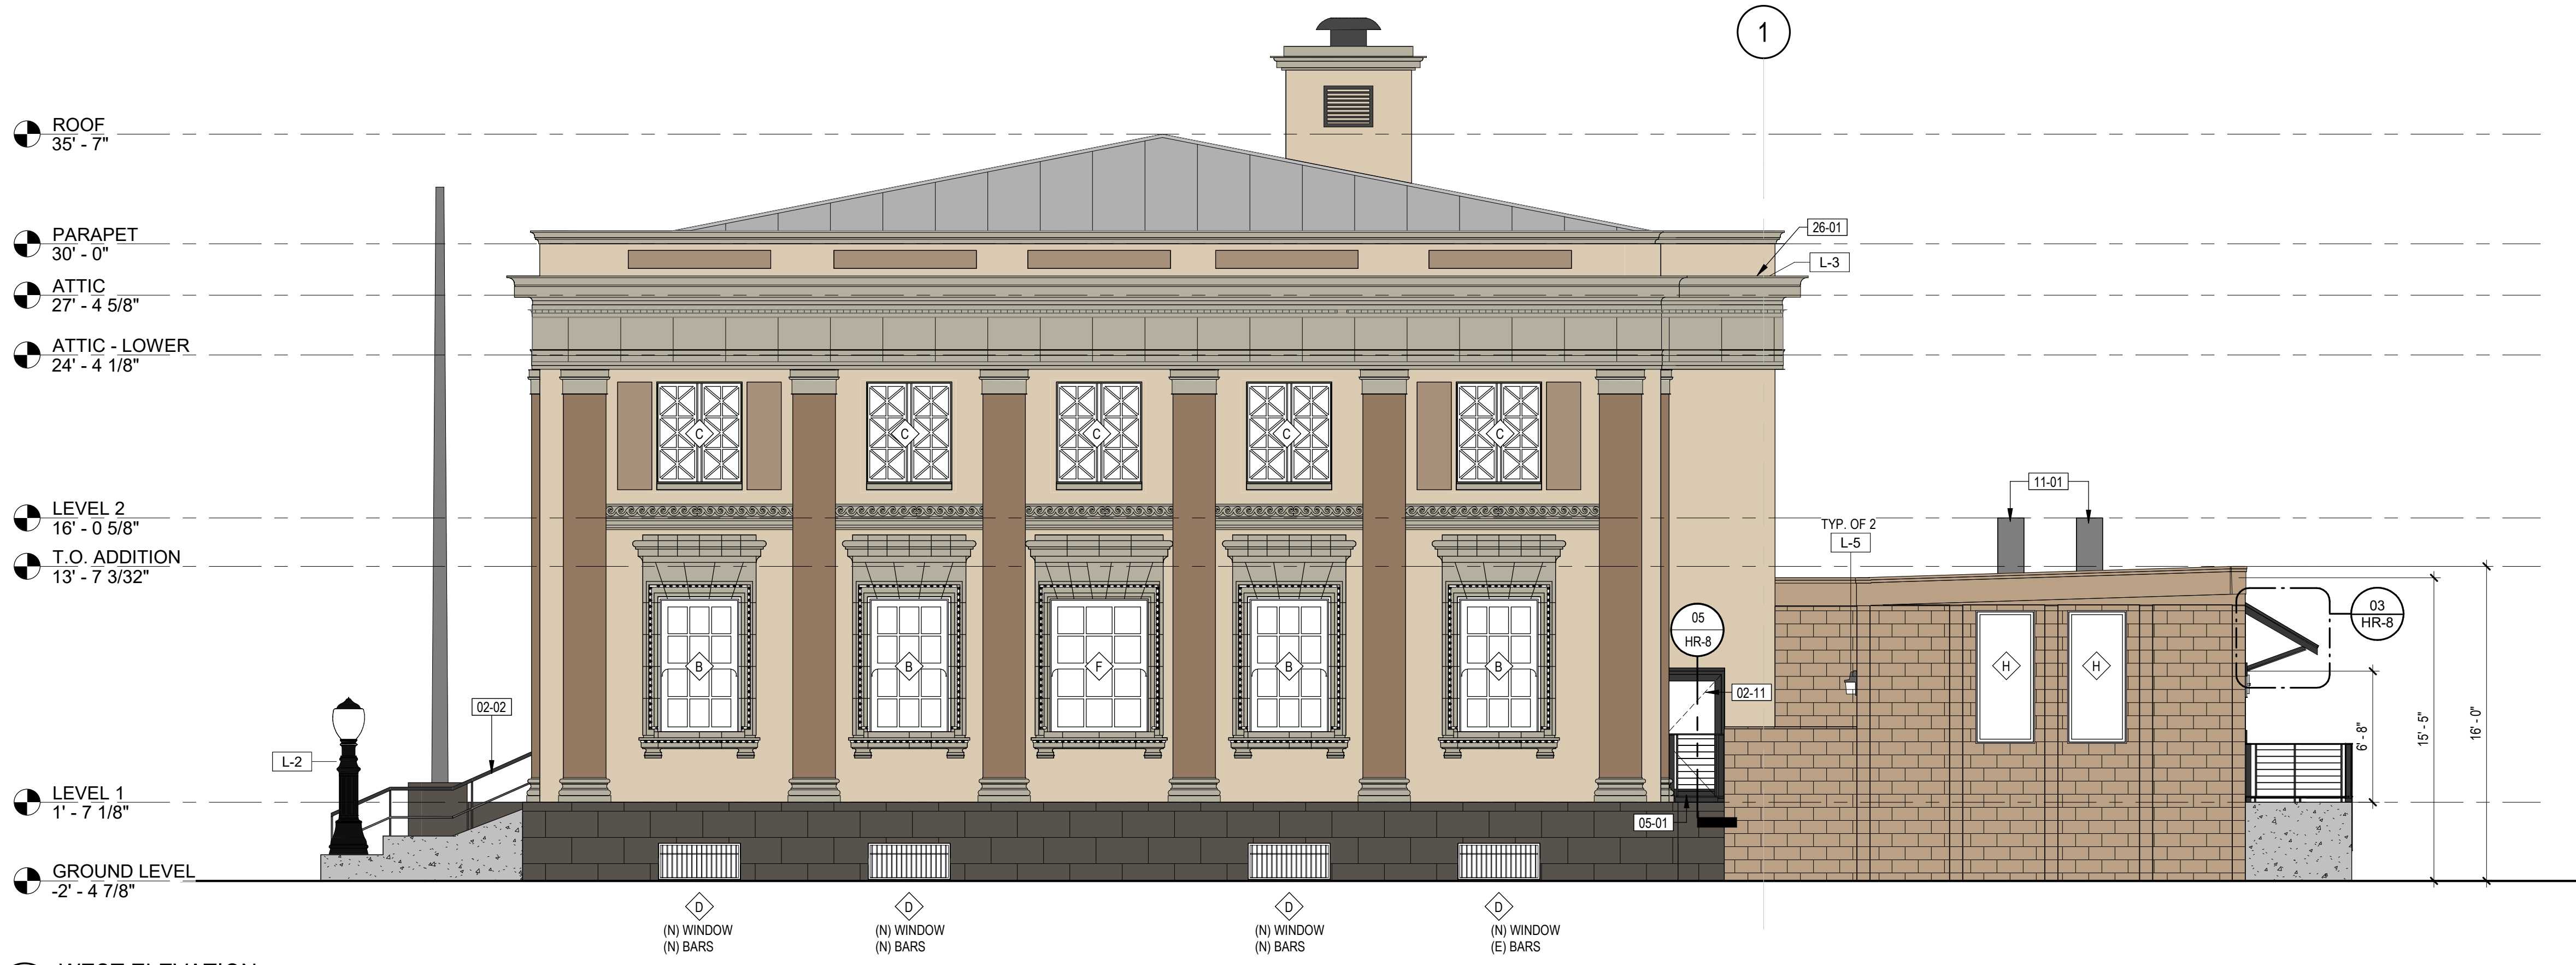 1
ROOF
35' - 7"
PARAPET
30' - 0"
26-01
L-3
ATTIC
27' - 4 5/8"
ATTIC - LOWER
24' - 4 1/8"
C
C
C
C
C
11-01
LEVEL 2
16' - 0 5/8"
TYP. OF 2
L-5
T.O. ADDITION
13' - 7 3/32"
03
HR-8
05
HR-8
B
B
F
B
B
H
H
02-11
02-02
L-2
6' - 8"
15' - 5"
16' - 0"
LEVEL 1
1' - 7 1/8"
05-01
GROUND LEVEL
-2' - 4 7/8"
D
D
D
D
(N) WINDOW
(N) BARS
(N) WINDOW
(N) BARS
(N) WINDOW
(N) BARS
(N) WINDOW
(E) BARS
WEST ELEVATION